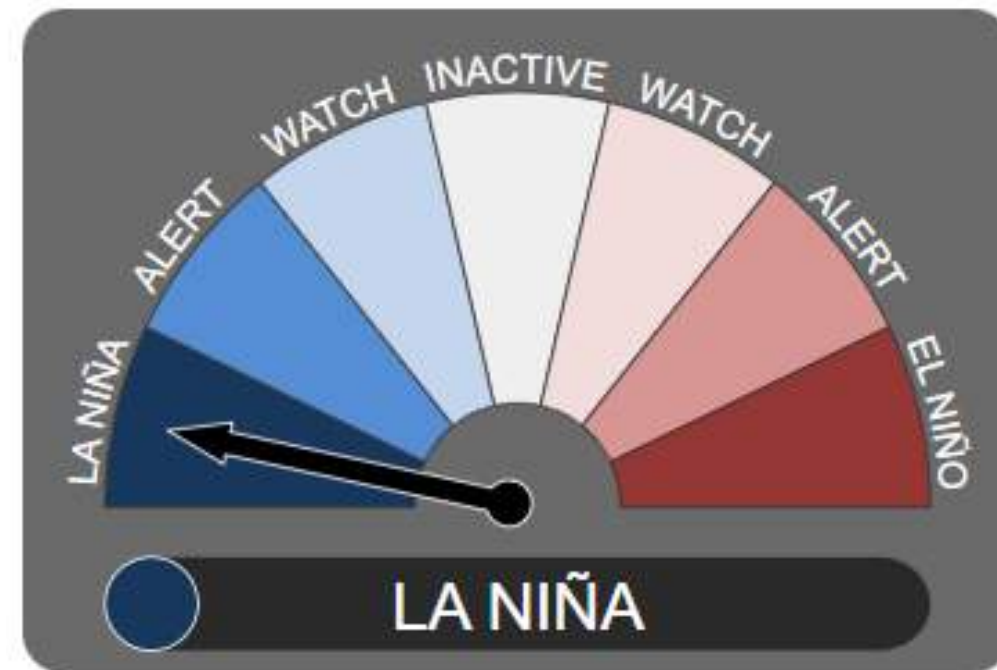 LA NIÑA
ALERT
WATCH
INACTIVE
WATCH
ALERT
EL NIÑO
LA NIÑA